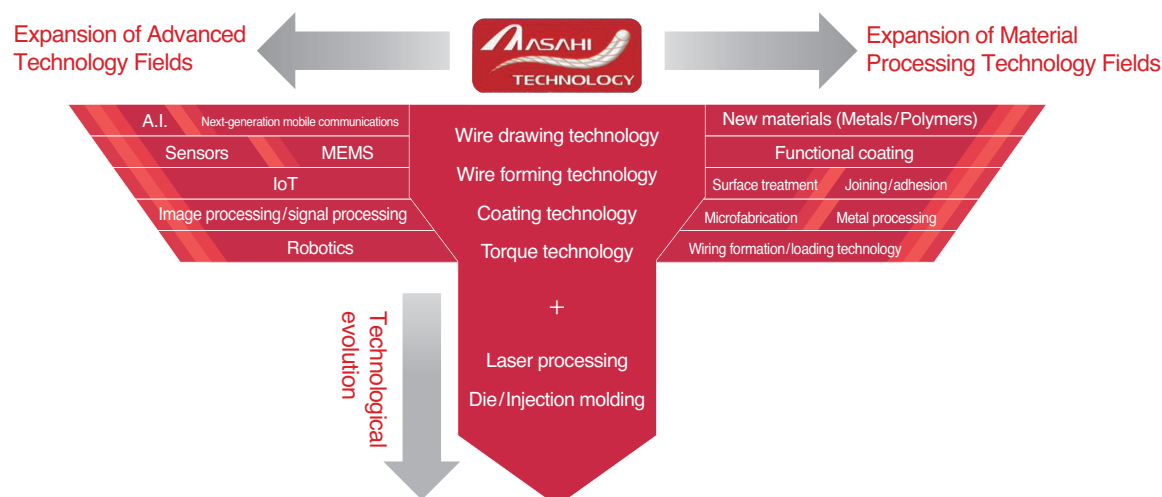 Expansion of Advanced
Technology Fields
ASAHI
TECHNOLOGY
Expansion of Material
Processing Technology Fields
A.I.
Next-generation mobile communications
Sensors
MEMS
IoT
Image processing/signal processing
Robotics
Wire drawing technology
Wire forming technology
Coating technology
Torque technology
+
Laser processing
Die/Injection molding
New materials (Metals/Polymers)
Functional coating
Surface treatment
Joining/adhesion
Microfabrication
Metal processing
Wiring formation/loading technology
Technological
evolution